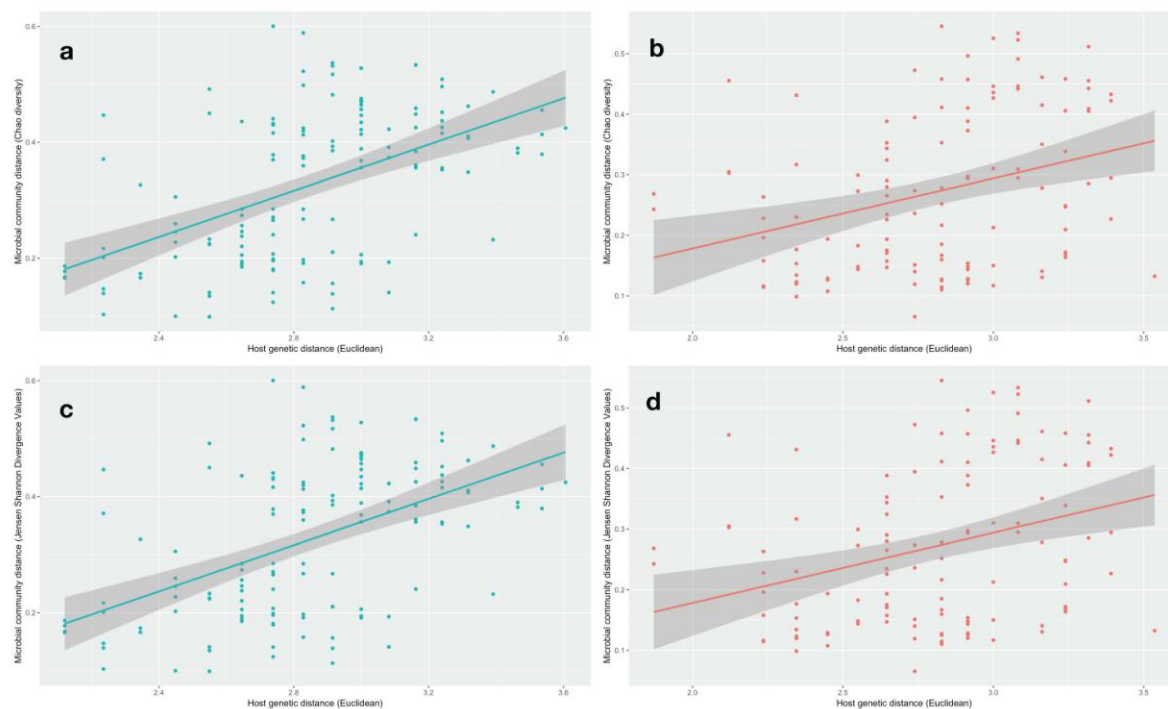 a
Microbial community distance (Chao diversity)
0.6
0.4
0.2
2.4
2.8
3.2
3.6
Host genetic distance (Euclidean)
b
Microbial community distance (Chao diversity)
0.5
0.4
0.3
0.2
0.1
2.0
2.5
3.0
3.5
Host genetic distance (Euclidean)
c
Microbial community distance (Jensen Shannon Divergence Values)
0.6
0.4
0.2
2.4
2.8
3.2
3.6
Host genetic distance (Euclidean)
d
Microbial community distance (Jensen Shannon Divergence Values)
0.5
0.4
0.3
0.2
0.1
2.0
2.5
3.0
3.5
Host genetic distance (Euclidean)